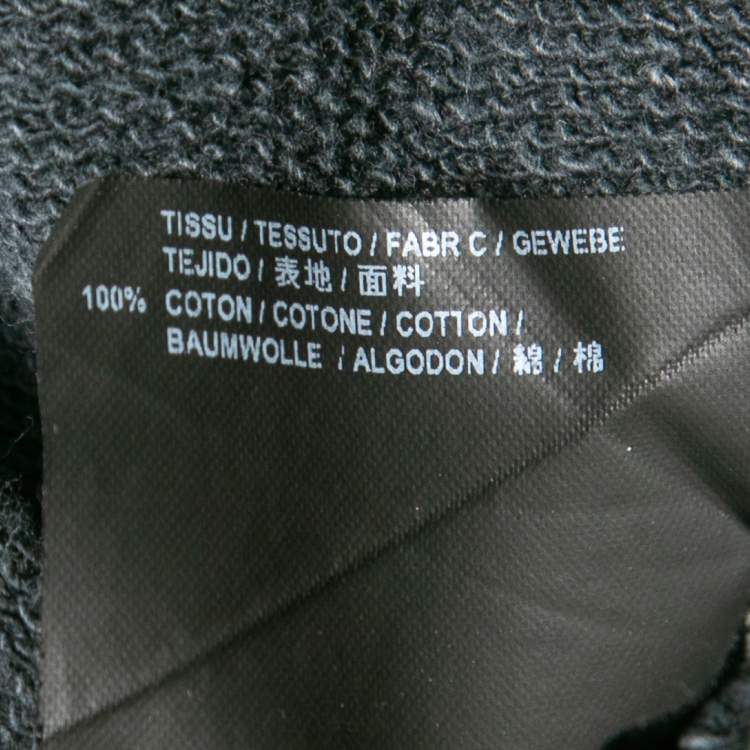 TISSU / TESSUTO / FABR C / GEWEBE
TEJIDO / 表地 / 面料
100% COTON / COTONE / COTTON /
BAUMWOLLE / ALGODON / 綿 / 棉